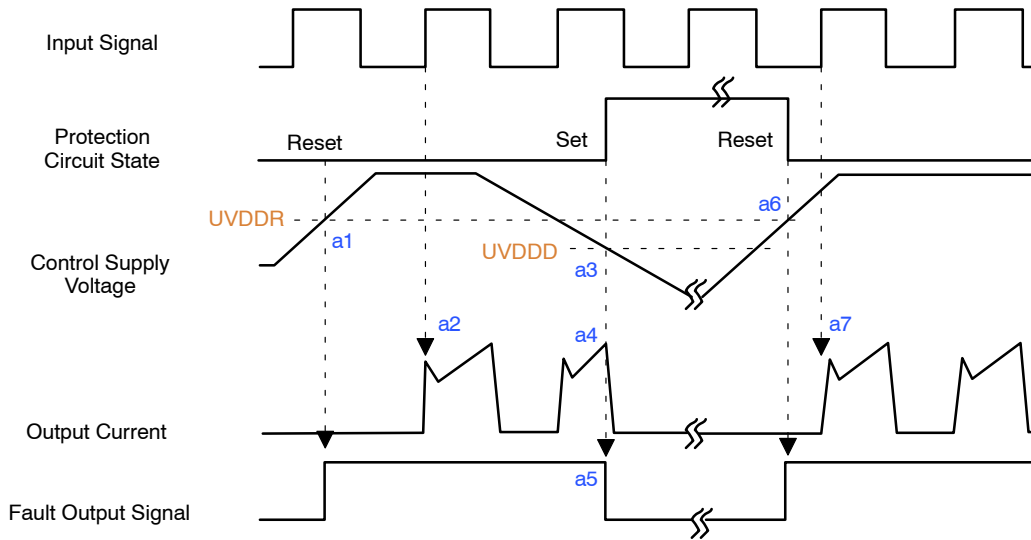 Input Signal
Protection
Circuit State
Reset
Set
Reset
UVDDR
a1
a6
UVDDD
a3
Control Supply
Voltage
a2
a4
a7
Output Current
a5
Fault Output Signal